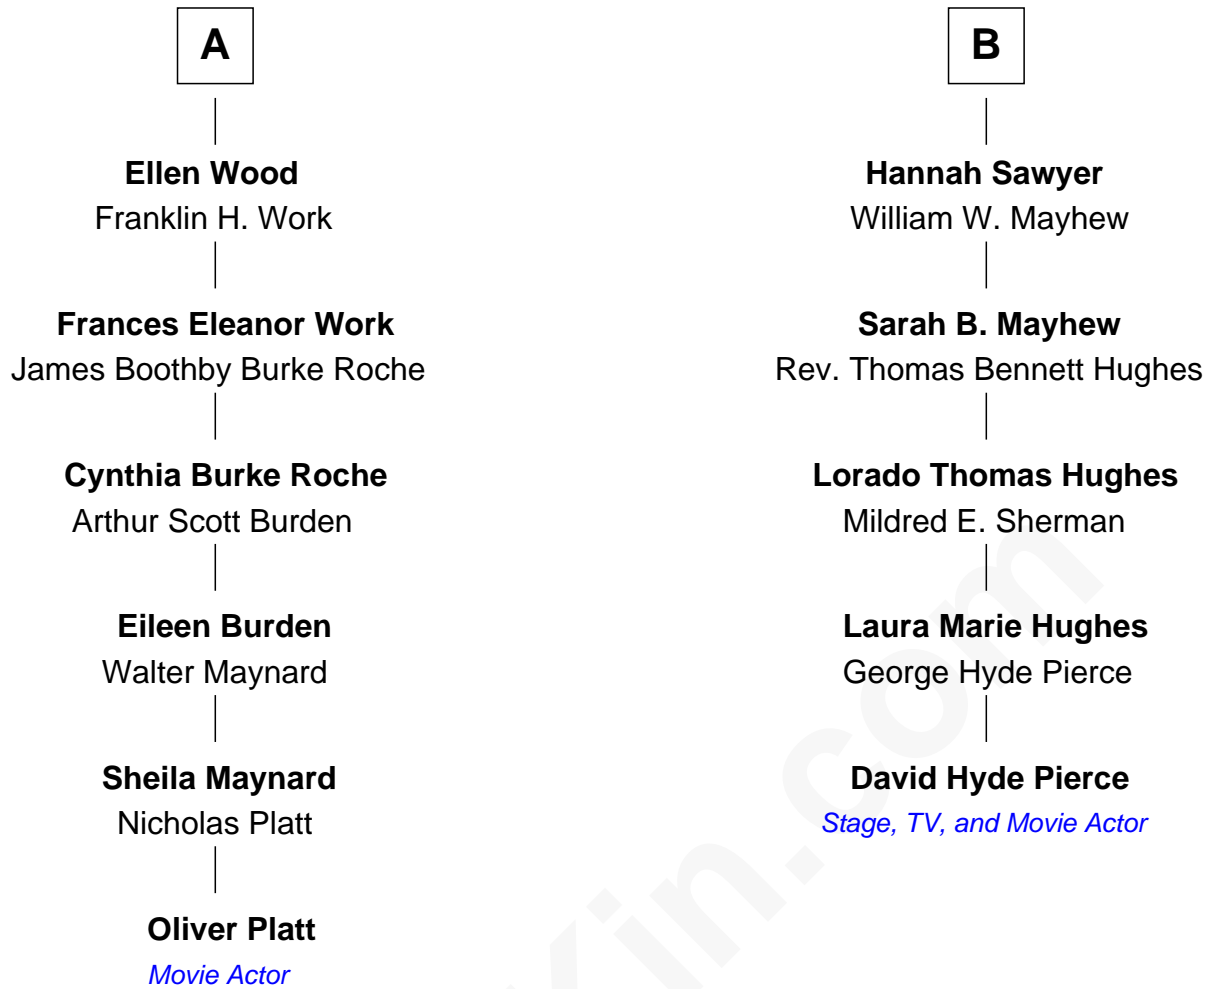 A
Ellen Wood
Franklin H. Work
Frances Eleanor Work
James Boothby Burke Roche
Cynthia Burke Roche
Arthur Scott Burden
Eileen Burden
Walter Maynard
Sheila Maynard
Nicholas Platt
Oliver Platt
Movie Actor
B
Hannah Sawyer
William W. Mayhew
Sarah B. Mayhew
Rev. Thomas Bennett Hughes
Lorado Thomas Hughes
Mildred E. Sherman
Laura Marie Hughes
George Hyde Pierce
David Hyde Pierce
Stage, TV, and Movie Actor
Kin.com